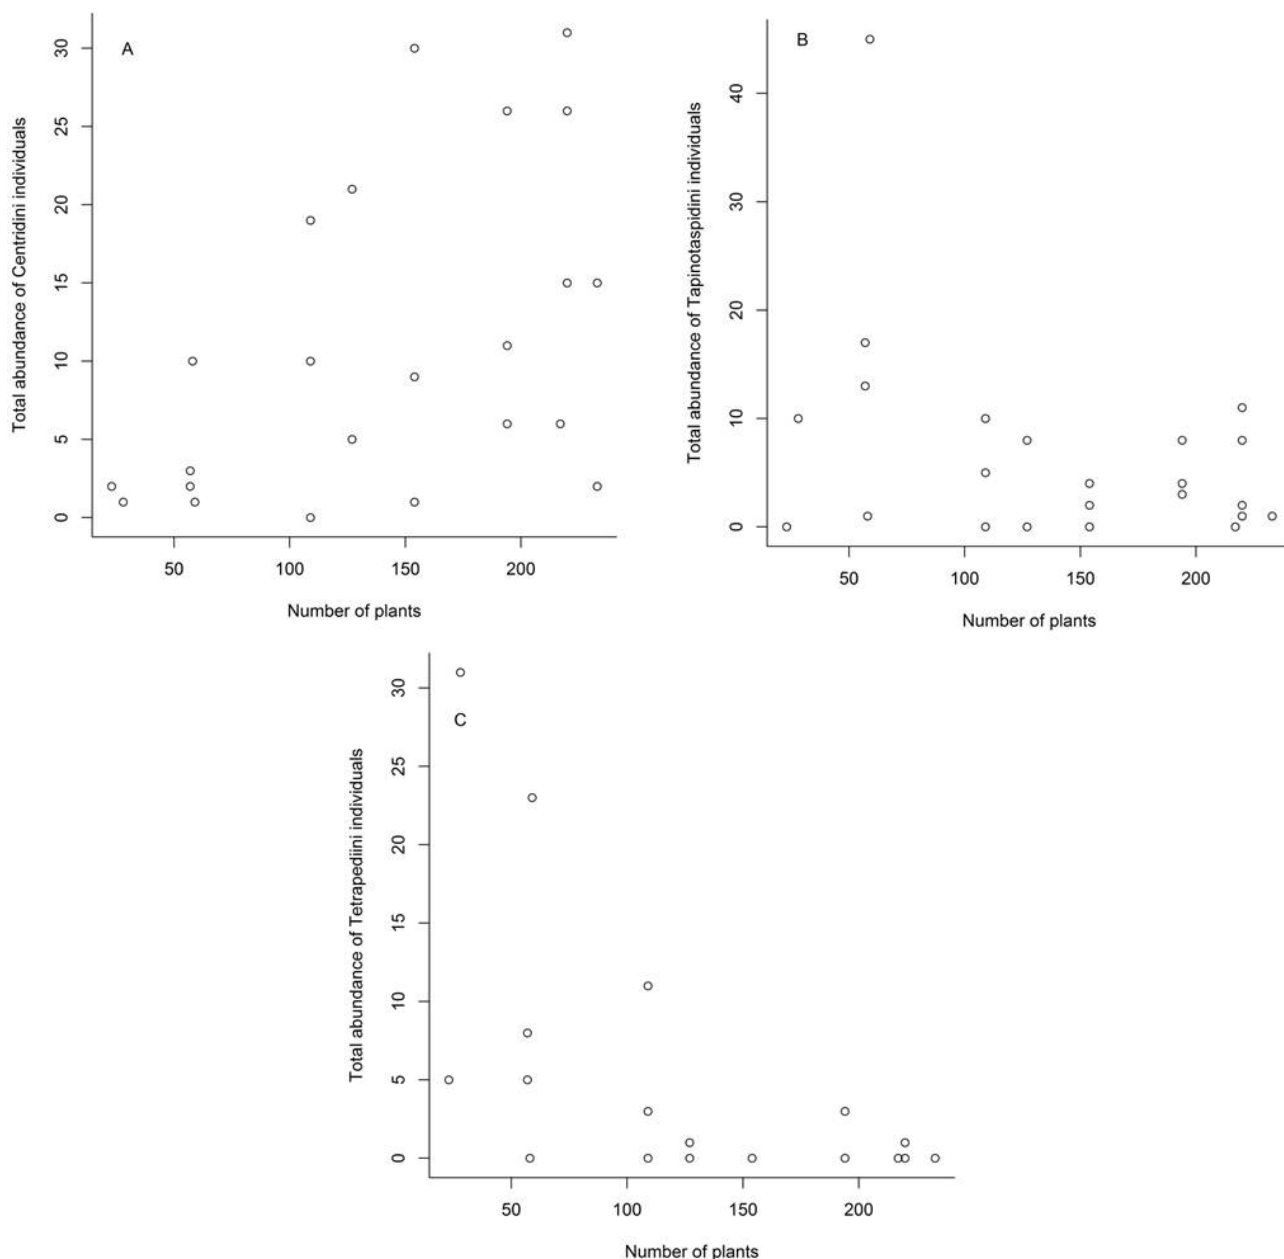 A
Total abundance of Centridini individuals
30
25
20
15
10
5
0
50 100 150 200
Number of plants
B
Total abundance of Tapinotaspidini individuals
40
30
20
10
0
50 100 150 200
Number of plants
C
Total abundance of Tetrapediini individuals
30
25
20
15
10
5
0
50 100 150 200
Number of plants